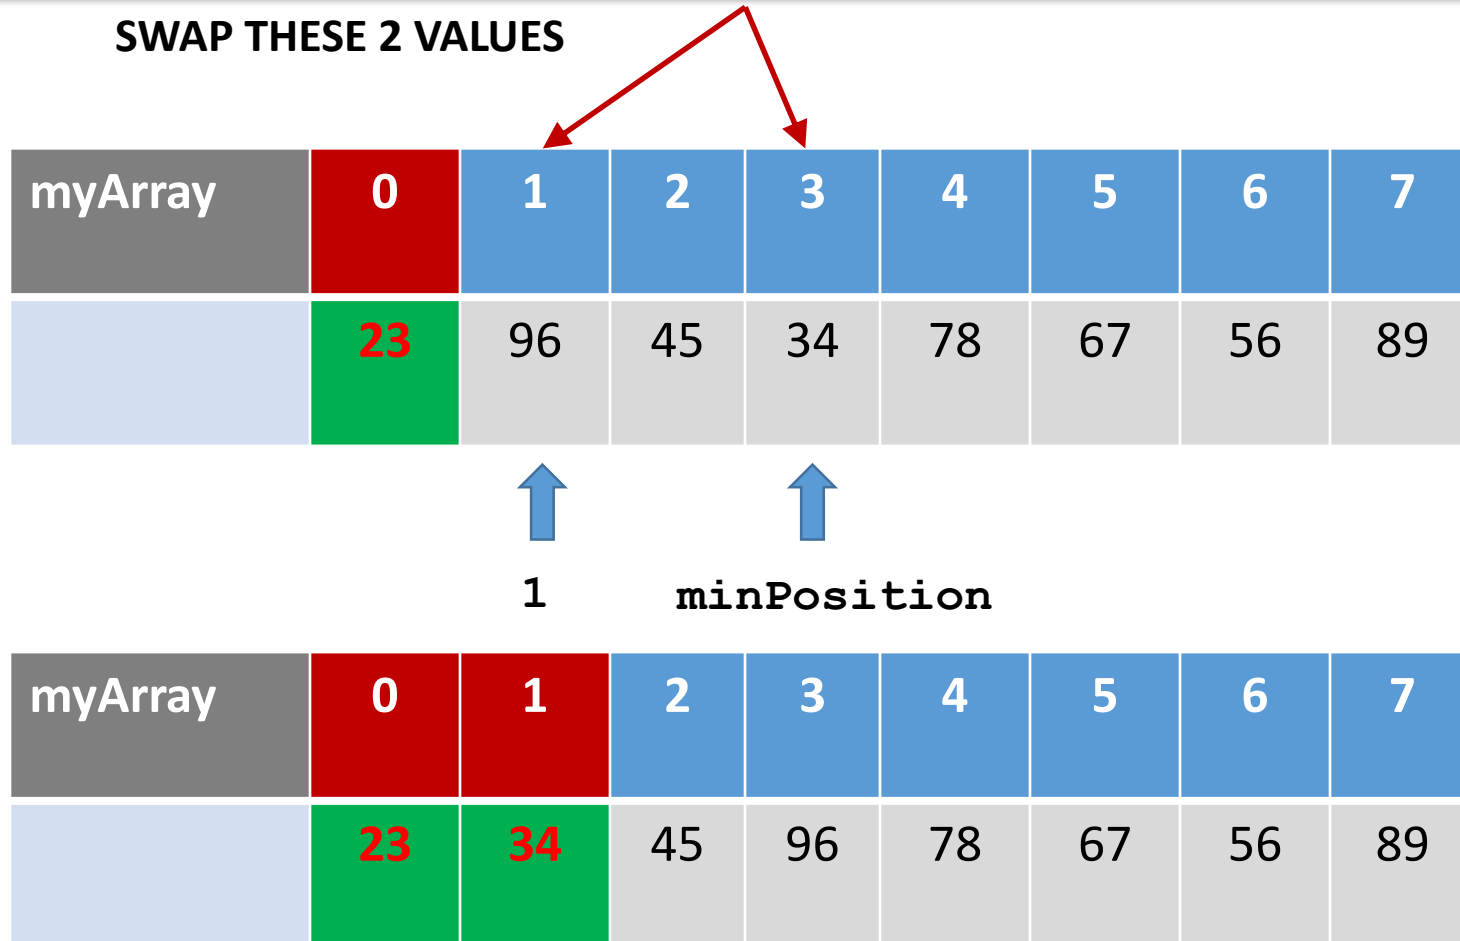 SWAP THESE 2 VALUES
myArray 0 1 2 3 4 5 6 7
23 96 45 34 78 67 56 89
1 minPosition
myArray 0 1 2 3 4 5 6 7
23 34 45 96 78 67 56 89